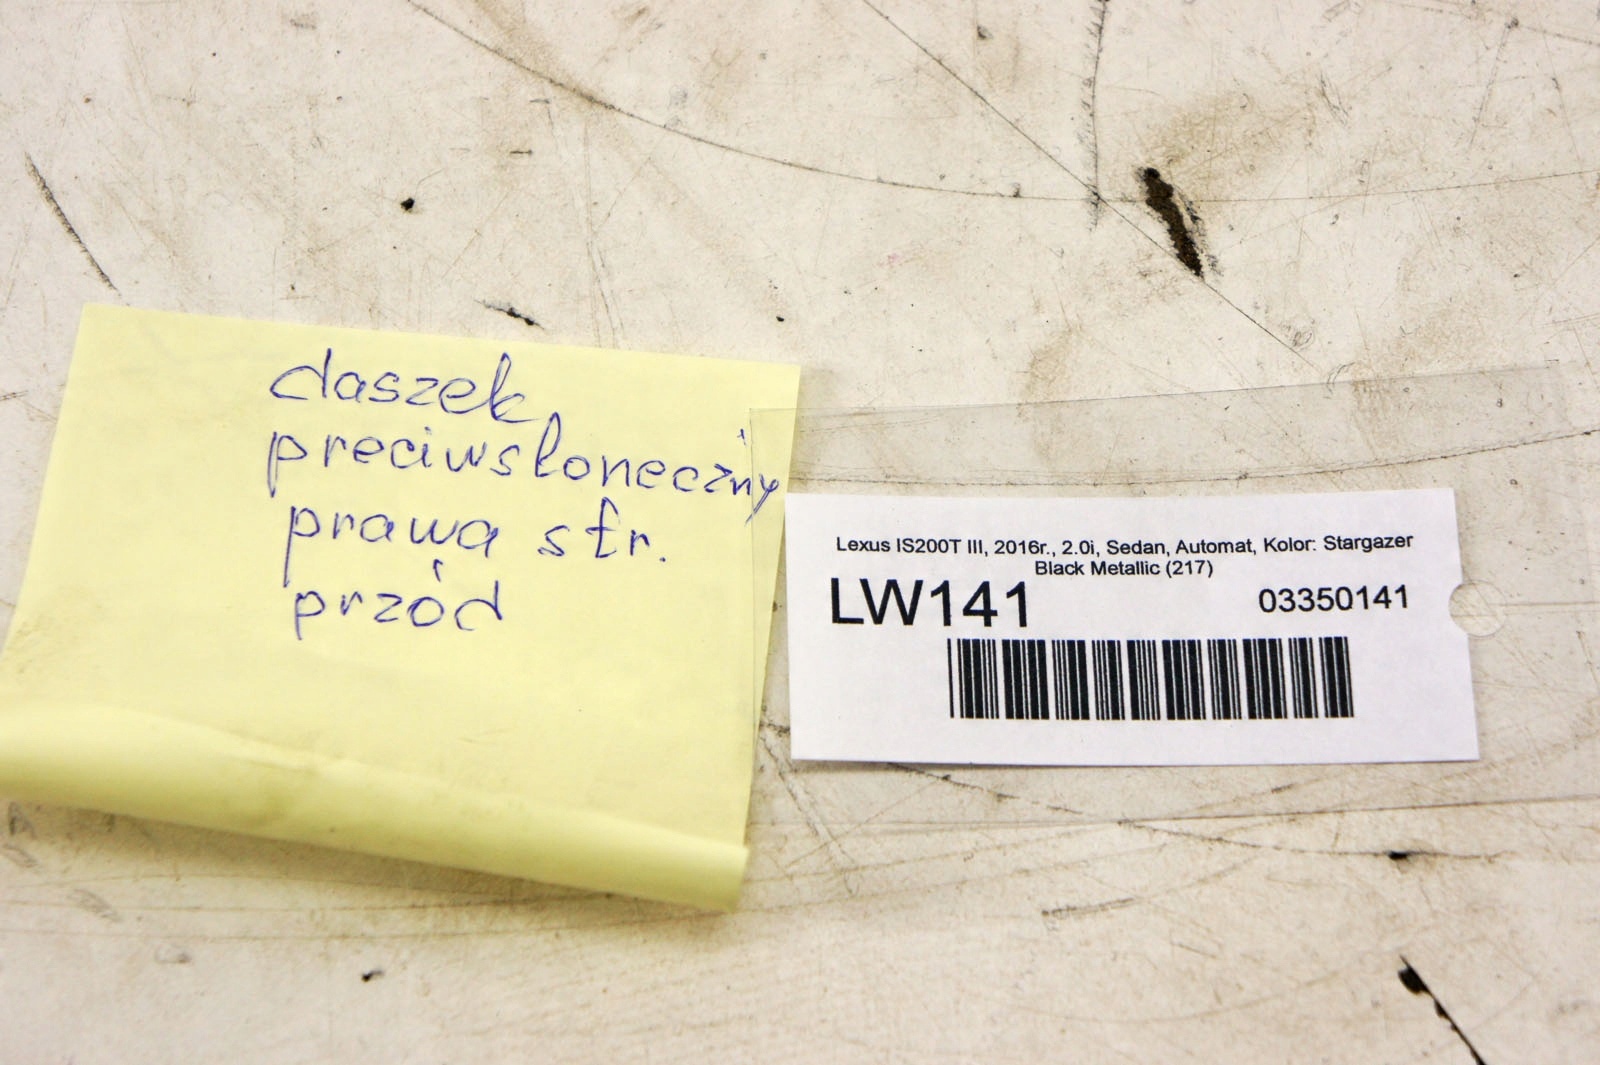 daszek
preciwsłoneczny
prawa str.
przód
Lexus IS200T III, 2016r., 2.0i, Sedan, Automat, Kolor: Stargazer
Black Metallic (217)
LW141 03350141